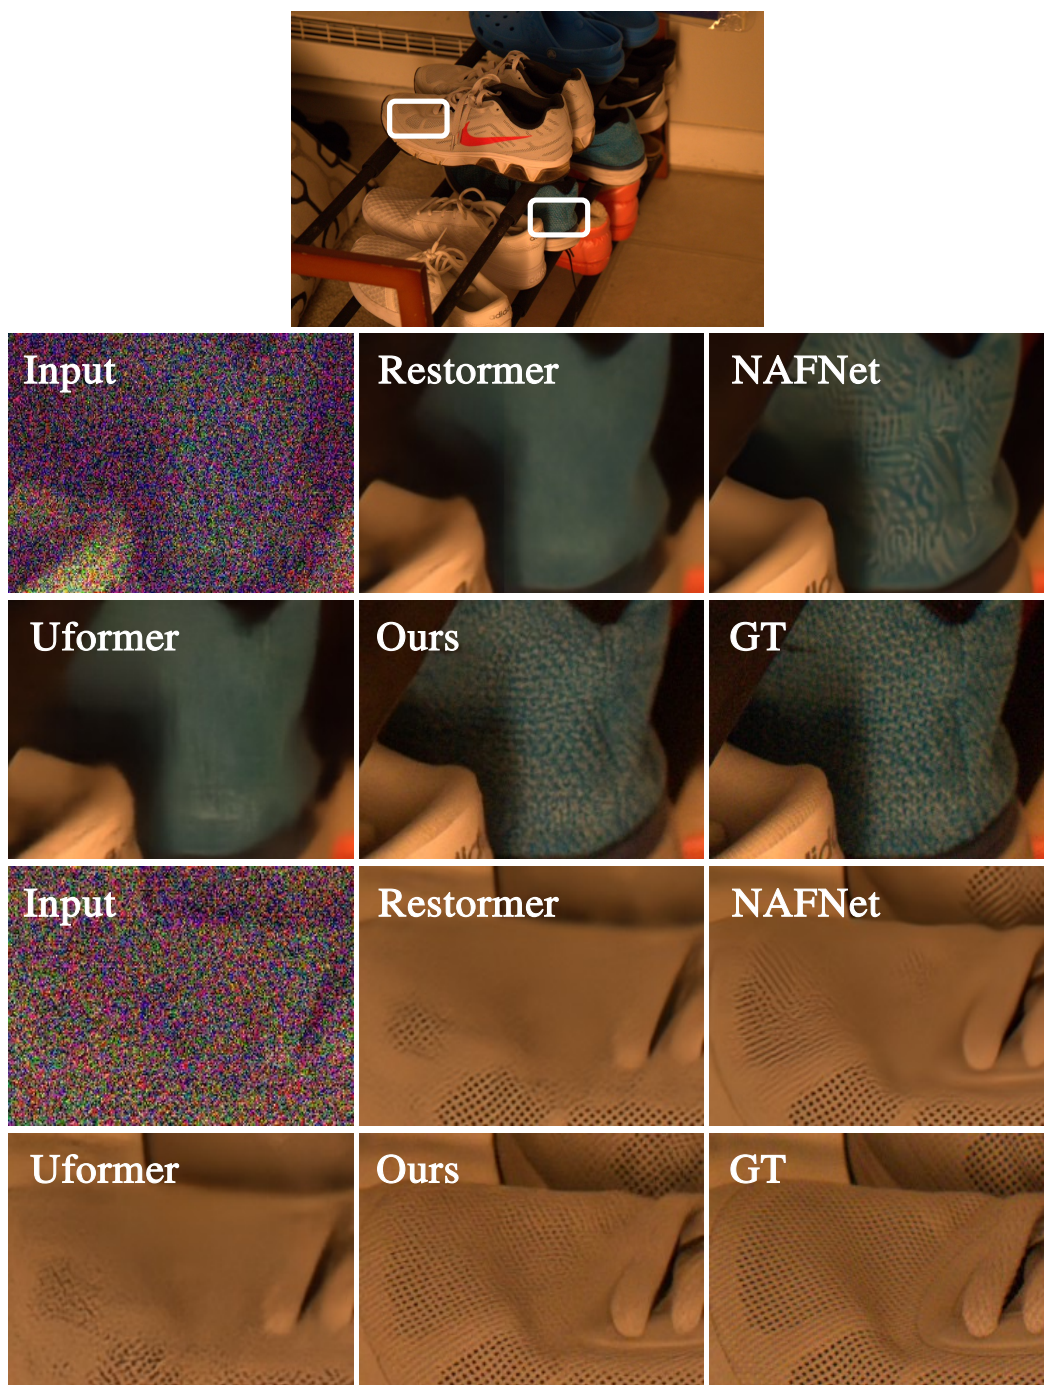 Input
Restormer
NAFNet
Uformer
Ours
GT
Input
Restormer
NAFNet
Uformer
Ours
GT